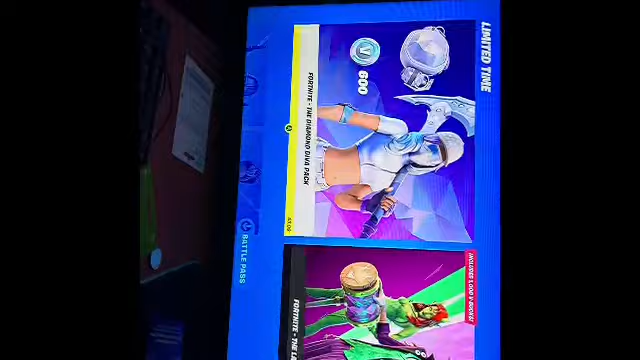 LIMITED TIME
600
FORTNITE - THE DIAMOND DIVA PACK
INCLUDES 1,000 V-BUCKS!
FORTNITE - THE
BATTLE PASS